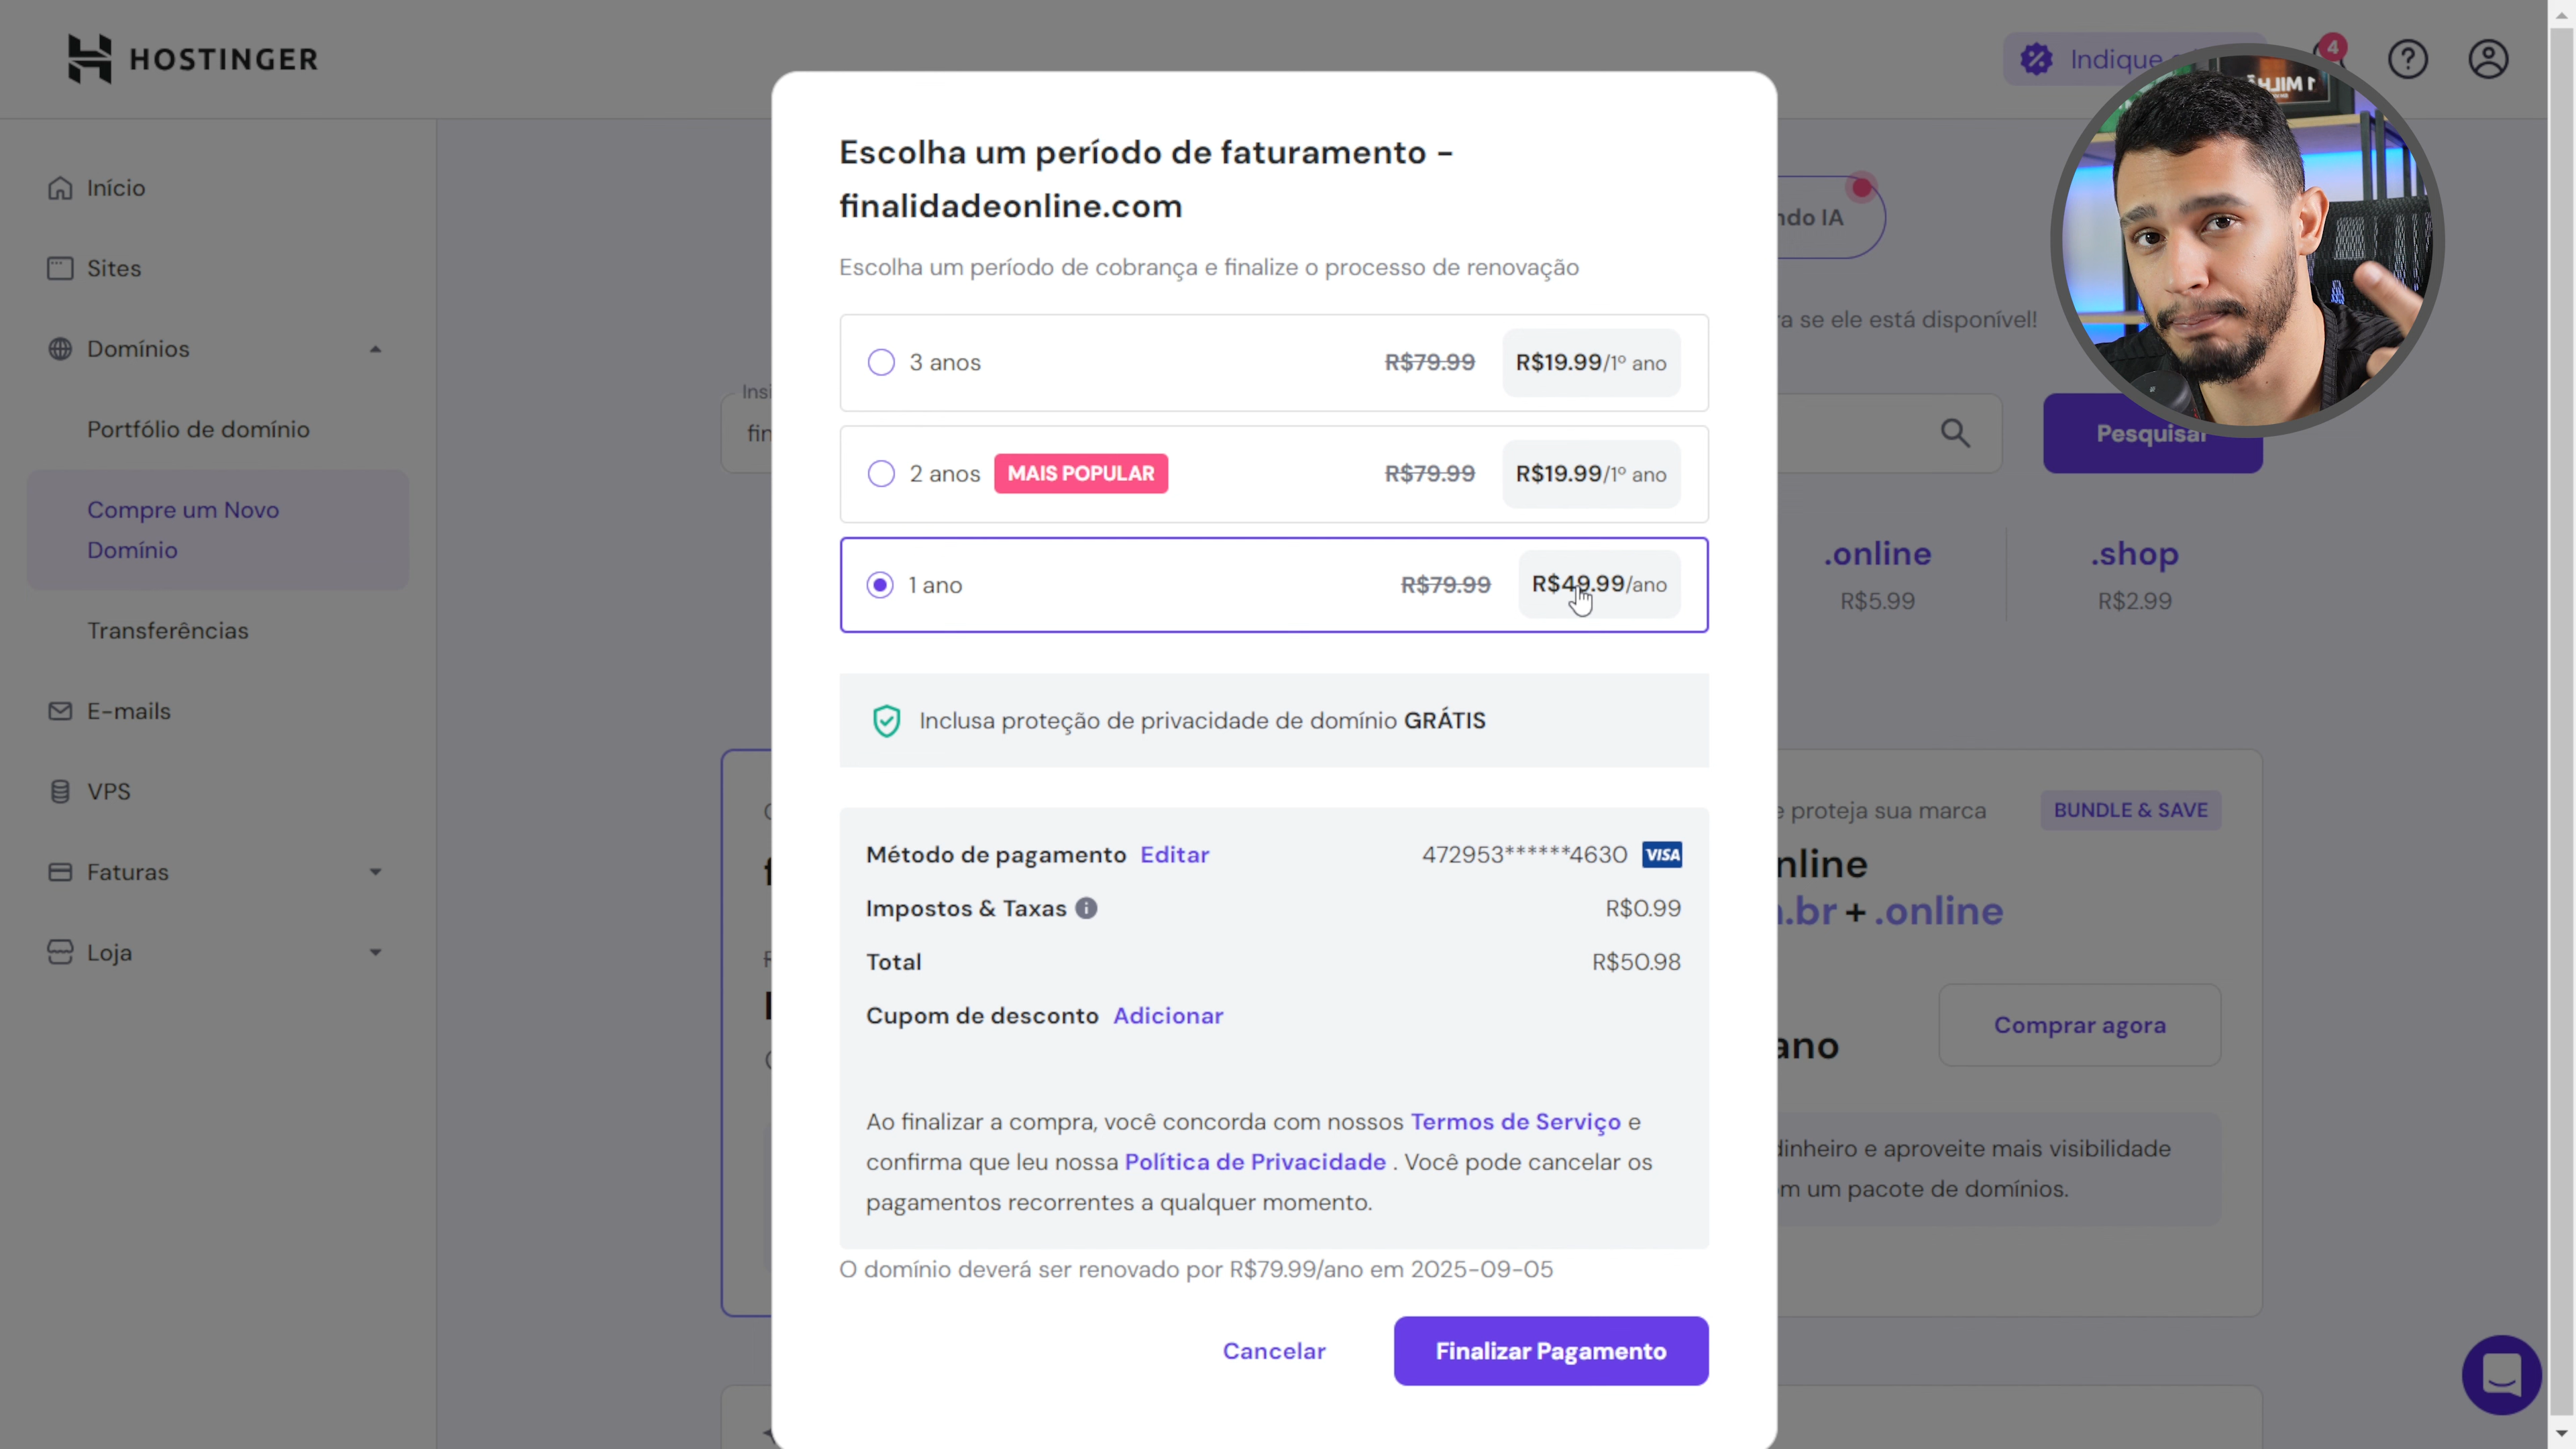 HOSTINGER
Indique
4
Início
Sites
Domínios
Portfólio de domínio
Compre um Novo
Domínio
Transferências
E-mails
VPS
Faturas
Loja
Escolha um período de faturamento -
finalidadeonline.com
Escolha um período de cobrança e finalize o processo de renovação
3 anos R$79.99 R$19.99/1º ano
2 anos MAIS POPULAR R$79.99 R$19.99/1º ano
1 ano R$79.99 R$49.99/ano
Inclusa proteção de privacidade de domínio GRÁTIS
Método de pagamento Editar 472953******4630 VISA
Impostos & Taxas R$0.99
Total R$50.98
Cupom de desconto Adicionar
Ao finalizar a compra, você concorda com nossos Termos de Serviço e
confirma que leu nossa Política de Privacidade . Você pode cancelar os
pagamentos recorrentes a qualquer momento.
O domínio deverá ser renovado por R$79.99/ano em 2025-09-05
Cancelar Finalizar Pagamento
IA
se ele está disponível!
Pesquisar
.online .shop
R$5.99 R$2.99
e proteja sua marca BUNDLE & SAVE
.br + .online
ano Comprar agora
dinheiro e aproveite mais visibilidade
um pacote de domínios.